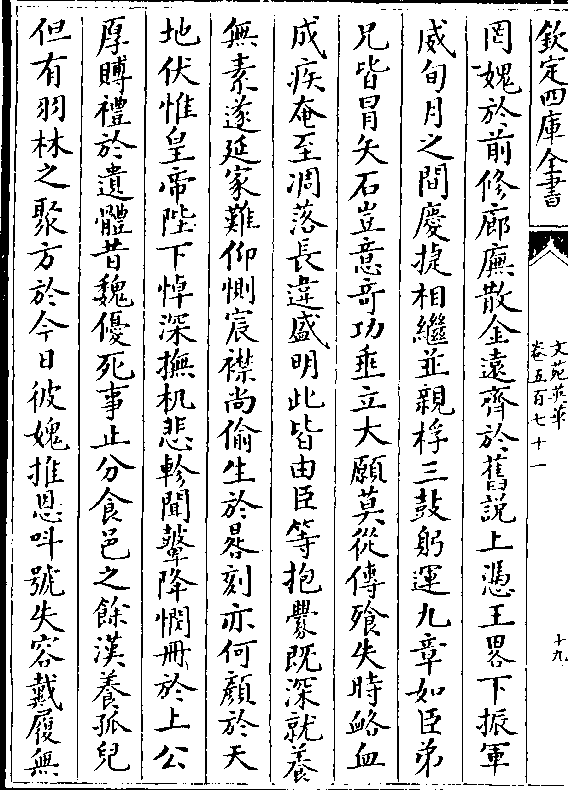 欽定四庫全書
文苑英華
卷五百七十一
十九
罔媿於前修廊廡散金遠齊於舊説上憑王畧下振軍
威旬月之間慶捷相繼並親桴三鼓躬運九章如臣弟
兄皆冒矢石豈意竒功垂立大願莫從傳飱失時衂血
成疾奄至凋落長違盛明此皆由臣等抱釁既深就養
無素遂延家難仰惻宸襟尚偷生於晷刻亦何顔於天
地伏惟皇帝陛下悼深撫机悲軫聞鼙降憫冊於上公
厚賻禮於遺體昔魏優死事止分食邑之餘漢養孤兒
但有羽林之聚方於今日彼媿推恩呌號失容戴履無